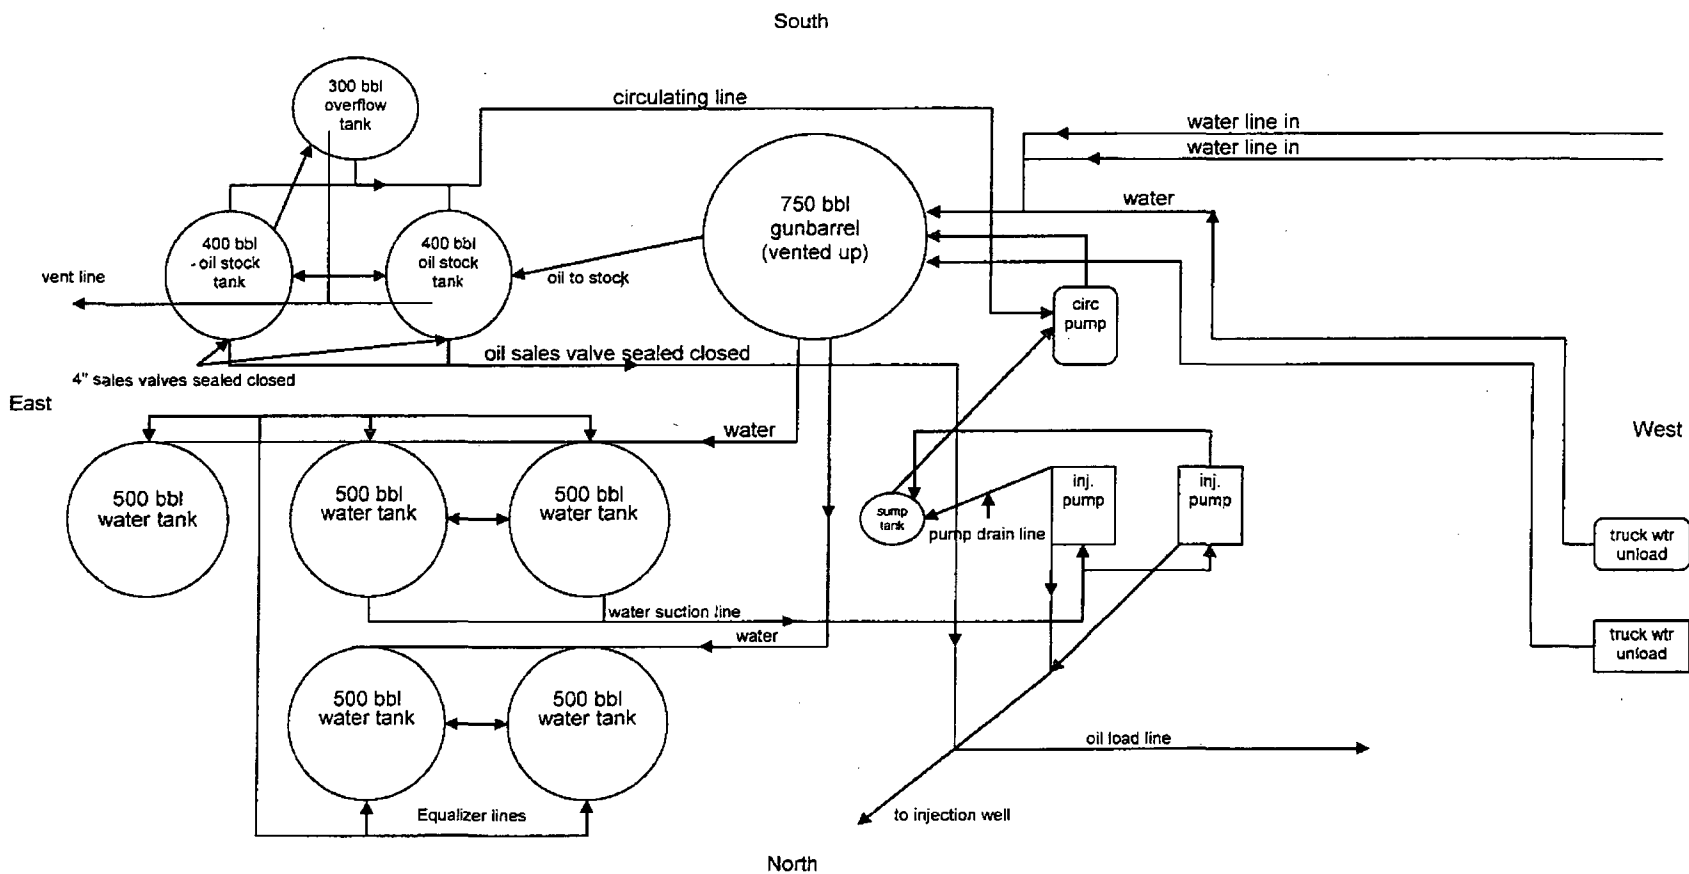 South
300 bbl
overflow
tank
circulating line
water line in
water line in
750 bbl
gunbarrel
(vented up)
water
400 bbl
oil stock
tank
400 bbl
oil stock
tank
vent line
oil to stock
circ
pump
oil sales valve sealed closed
4" sales valves sealed closed
East
water
West
500 bbl
water tank
500 bbl
water tank
500 bbl
water tank
sump
tank
inj.
pump
inj.
pump
pump drain line
truck wtr
unload
water suction line
water
truck wtr
unload
500 bbl
water tank
500 bbl
water tank
oil load line
Equalizer lines
to injection well
North